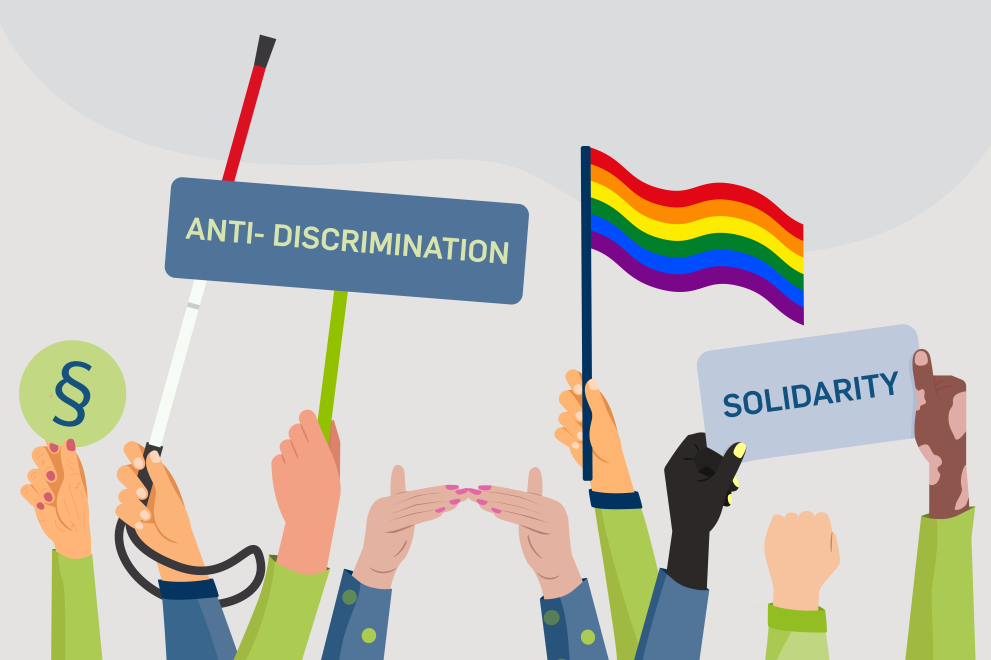 ANTI- DISCRIMINATION
§
SOLIDARITY